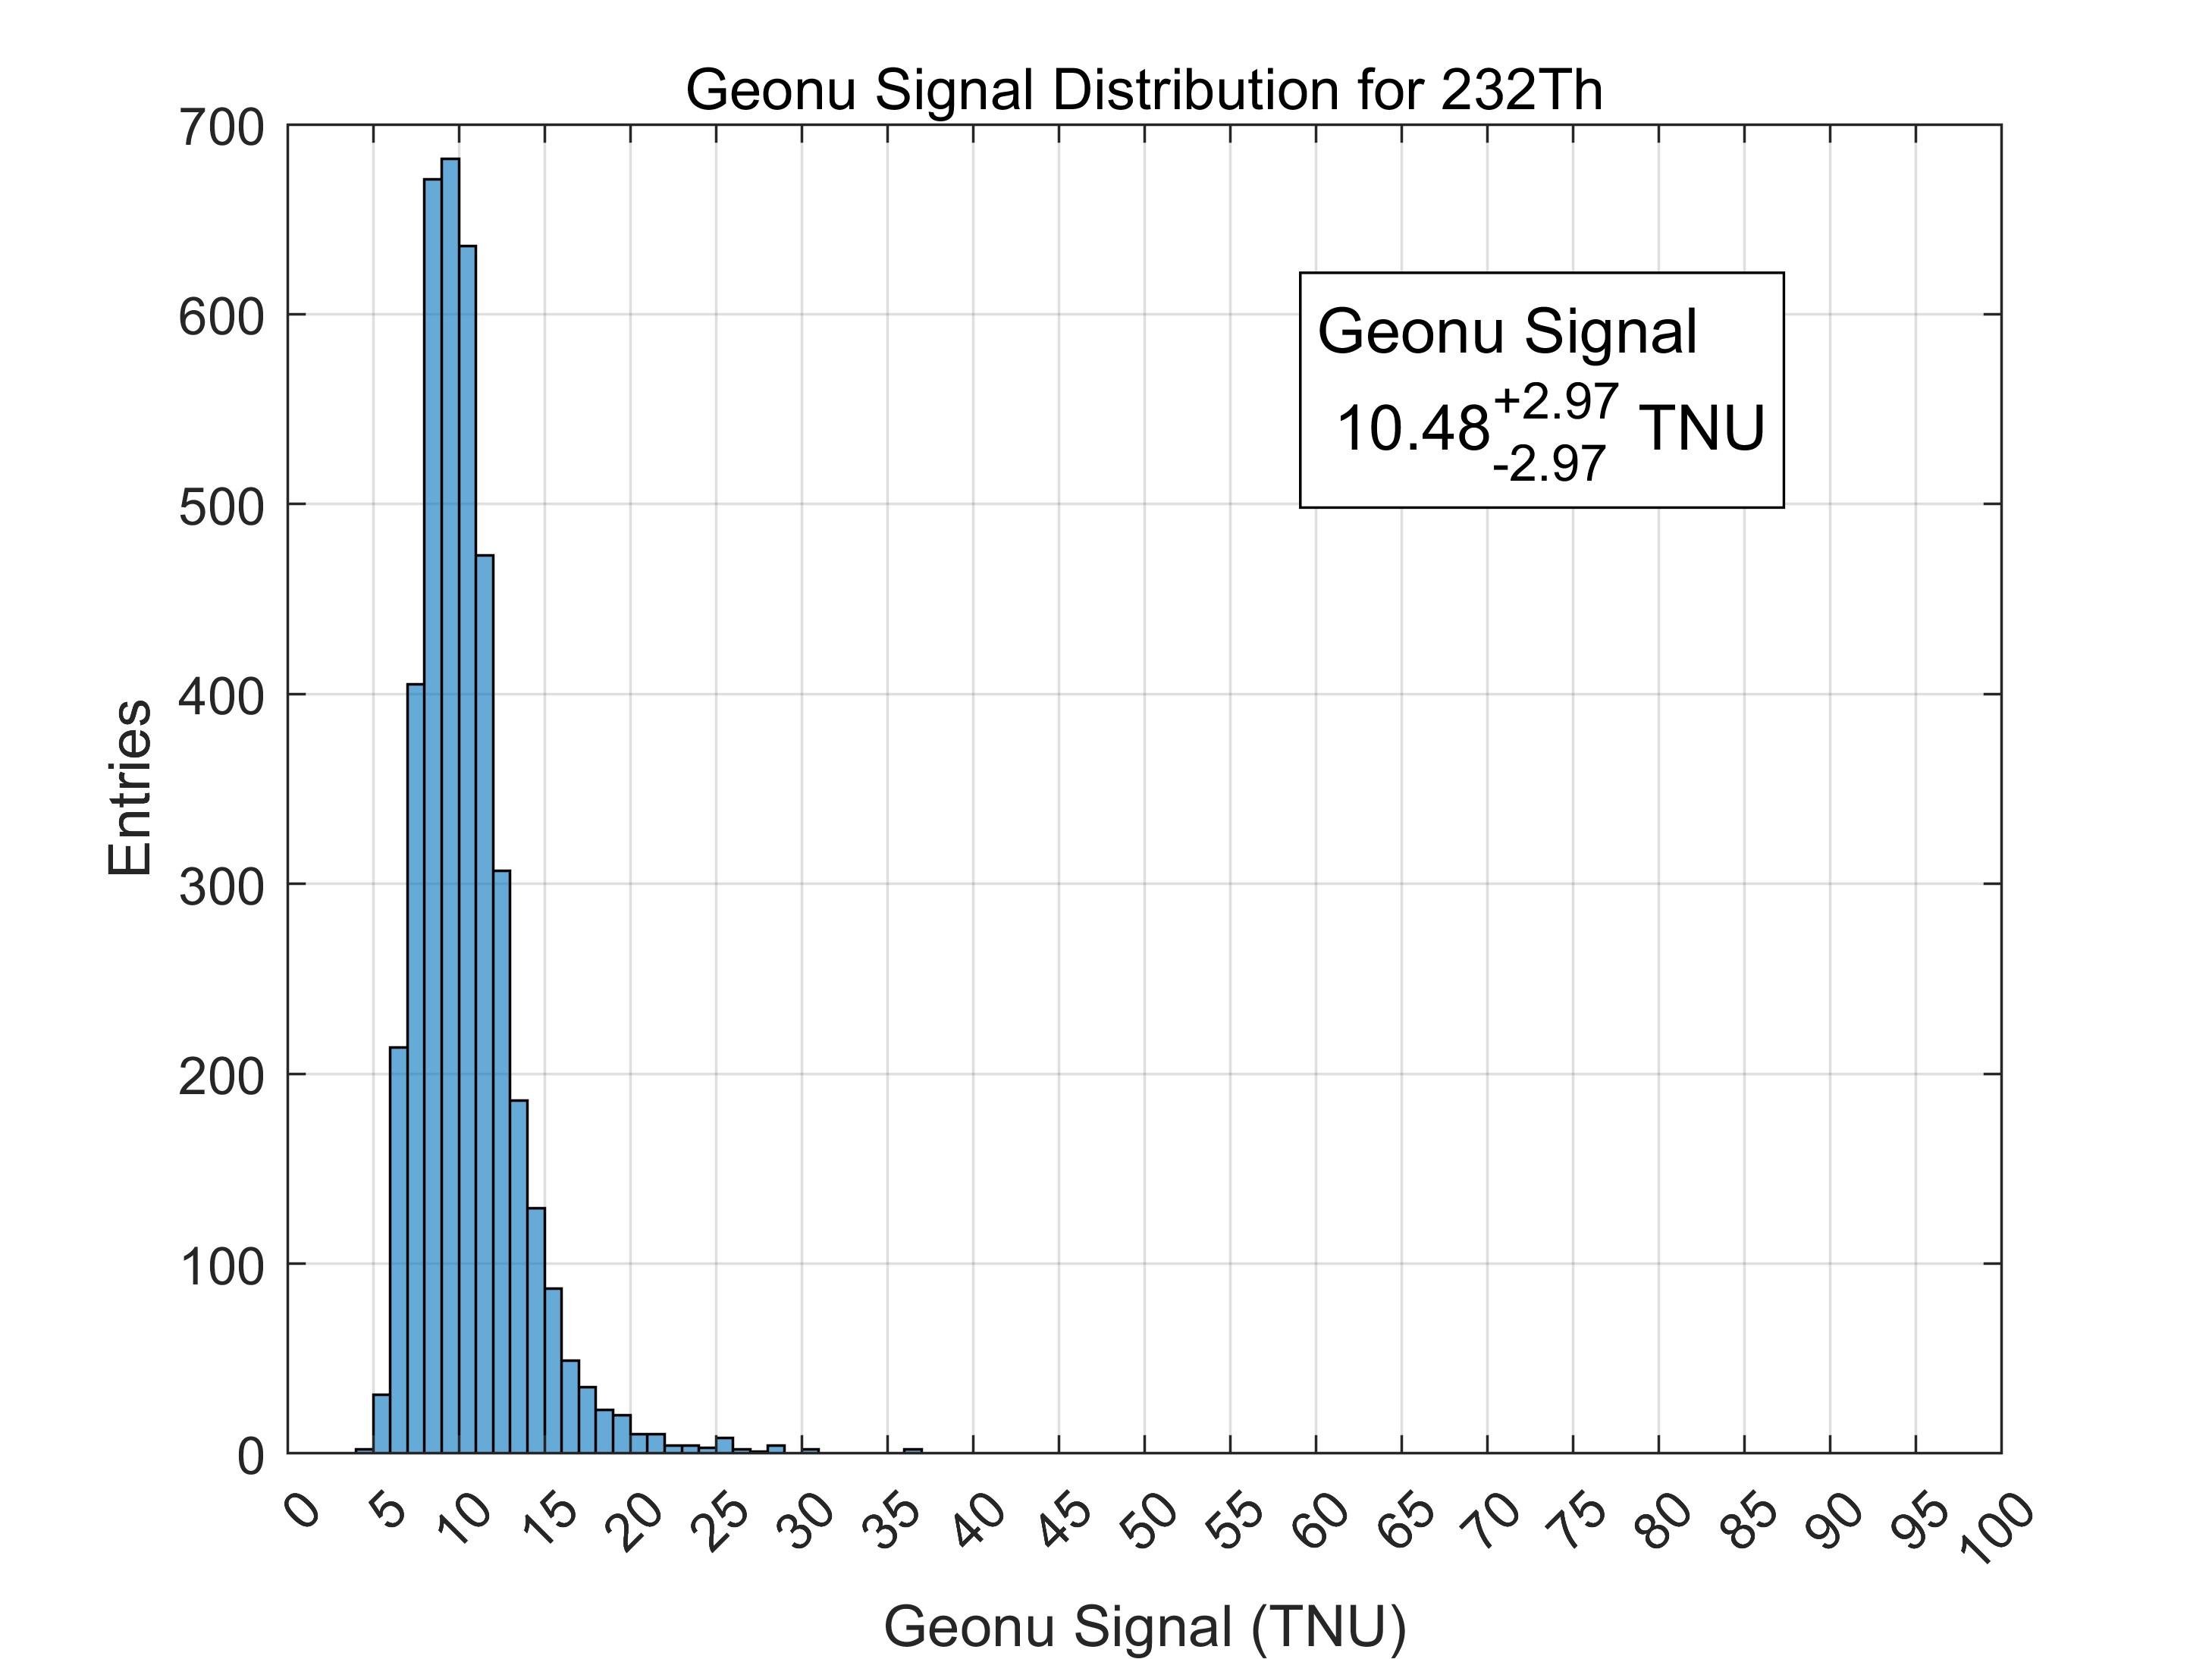 Geonu Signal Distribution for 232Th
700
600
500
400
300
200
100
0
Entries
Geonu Signal
10.48+2.97-2.97 TNU
0 5 10 15 20 25 30 35 40 45 50 55 60 65 70 75 80 85 90 95 100
Geonu Signal (TNU)